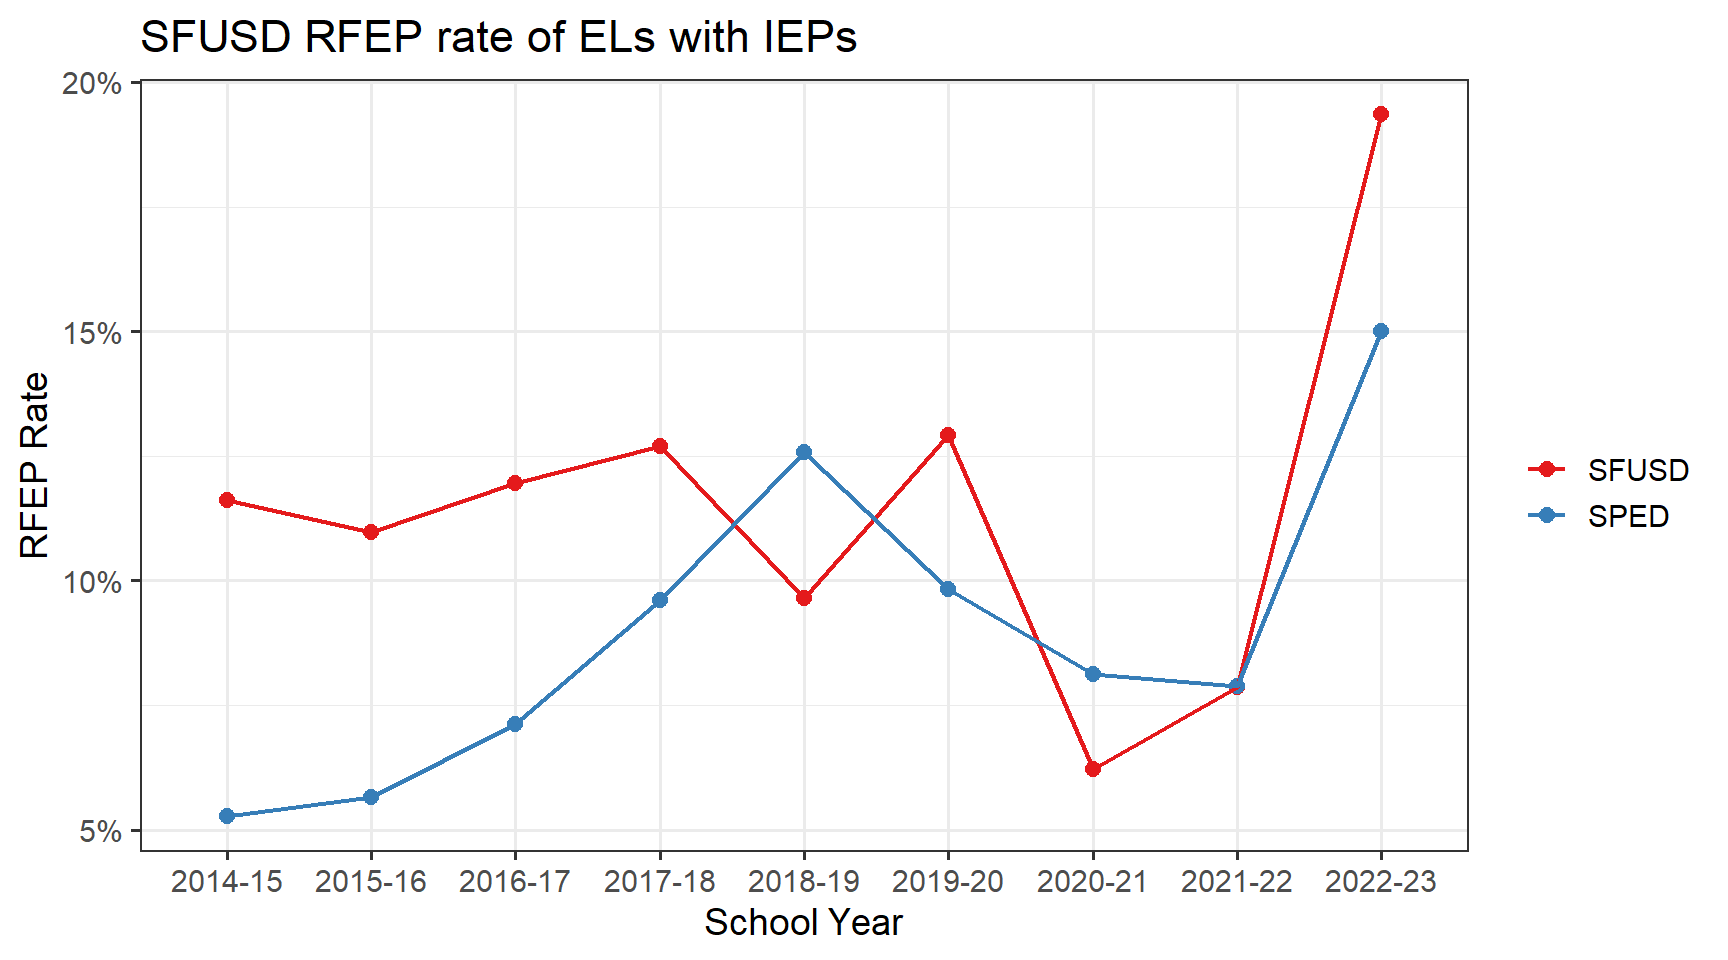 SFUSD RFEP rate of ELs with IEPs
20%
15%
10%
5%
RFEP Rate
2014-15 2015-16 2016-17 2017-18 2018-19 2019-20 2020-21 2021-22 2022-23
School Year
SFUSD
SPED